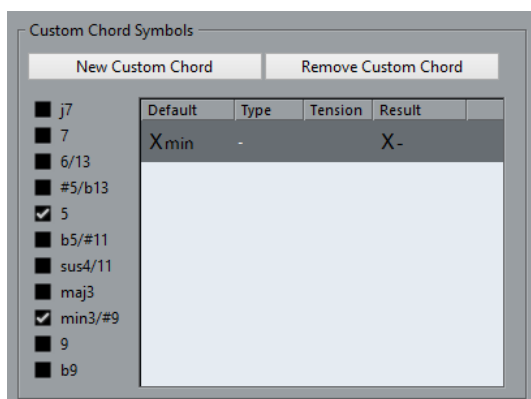 Custom Chord Symbols
New Custom Chord Remove Custom Chord
j7
7
6/13
#5/b13
5
b5/#11
sus4/11
maj3
min3/#9
9
b9
Default Type Tension Result
Xmin - X-